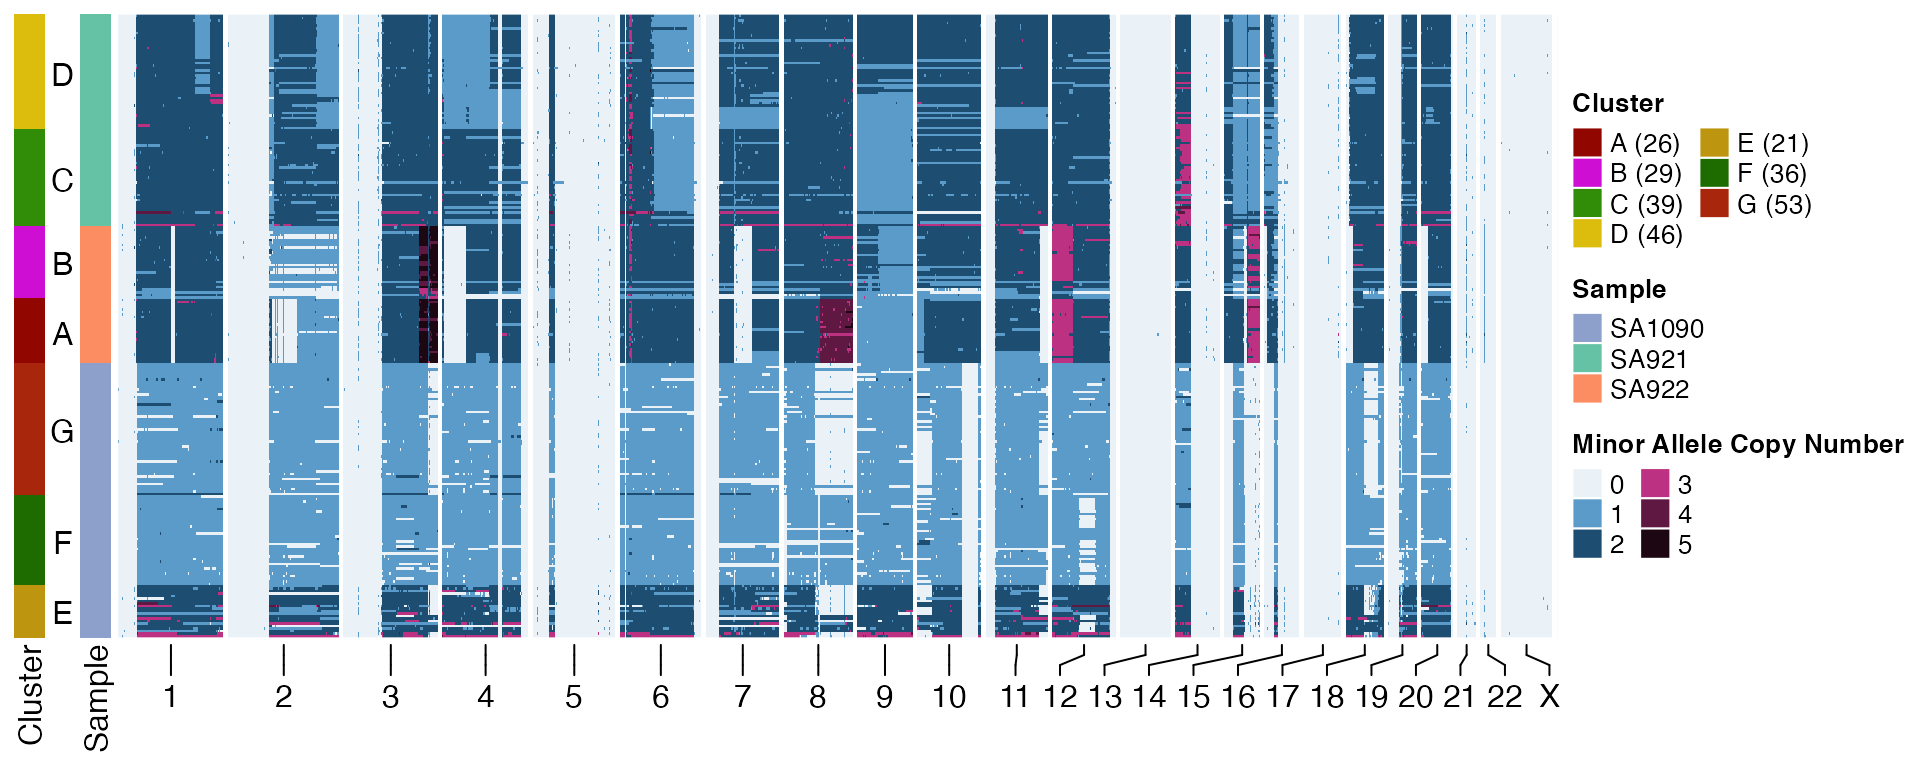 D
C
B
A
G
F
E
Cluster
Sample
1 2 3 4 5 6 7 8 9 10 11 12 13 14 15 16 17 18 19 20 21 22 X
Cluster
A (26) E (21)
B (29) F (36)
C (39) G (53)
D (46)
Sample
SA1090
SA921
SA922
Minor Allele Copy Number
0 3
1 4
2 5